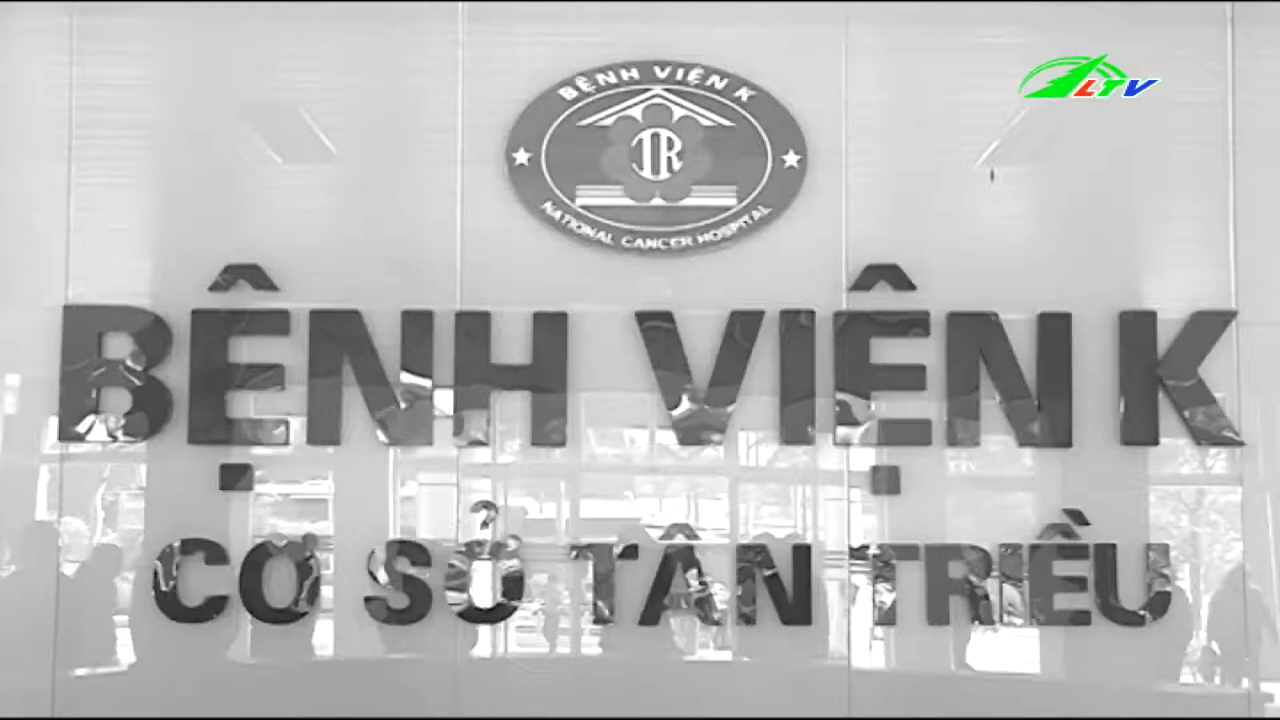 BỆNH VIỆN K
LTV
NATIONAL CANCER HOSPITAL
BỆNH VIỆN K
CƠ SỞ TÂN TRIỀU